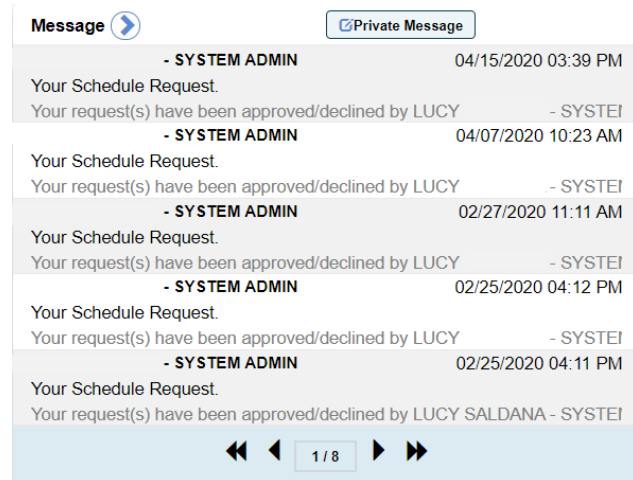 Message Private Message
- SYSTEM ADMIN 04/15/2020 03:39 PM
Your Schedule Request.
Your request(s) have been approved/declined by LUCY - SYSTE
- SYSTEM ADMIN 04/07/2020 10:23 AM
Your Schedule Request.
Your request(s) have been approved/declined by LUCY - SYSTE
- SYSTEM ADMIN 02/27/2020 11:11 AM
Your Schedule Request.
Your request(s) have been approved/declined by LUCY - SYSTE
- SYSTEM ADMIN 02/25/2020 04:12 PM
Your Schedule Request.
Your request(s) have been approved/declined by LUCY - SYSTE
- SYSTEM ADMIN 02/25/2020 04:11 PM
Your Schedule Request.
Your request(s) have been approved/declined by LUCY SALDANA - SYSTE
1 / 8